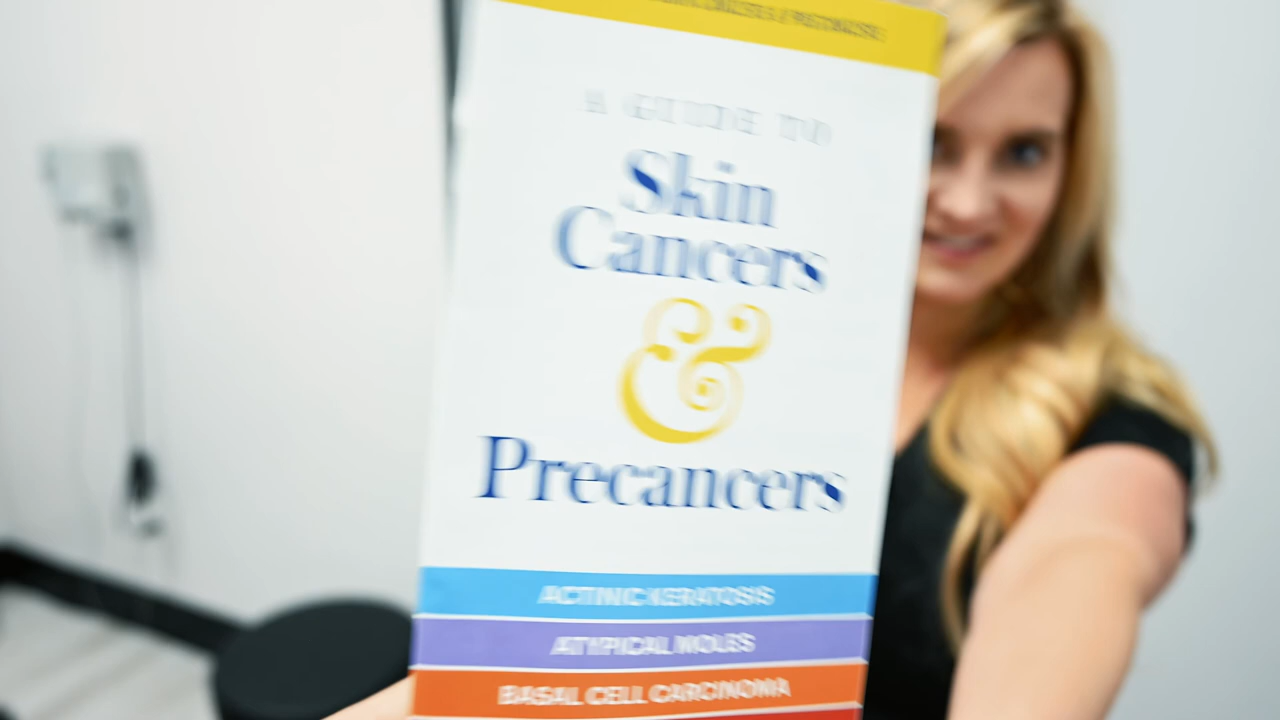 A GUIDE TO
Skin
Cancers
&
Precancers
ACTINIC KERATOSIS
ATYPICAL MOLES
BASAL CELL CARCINOMA